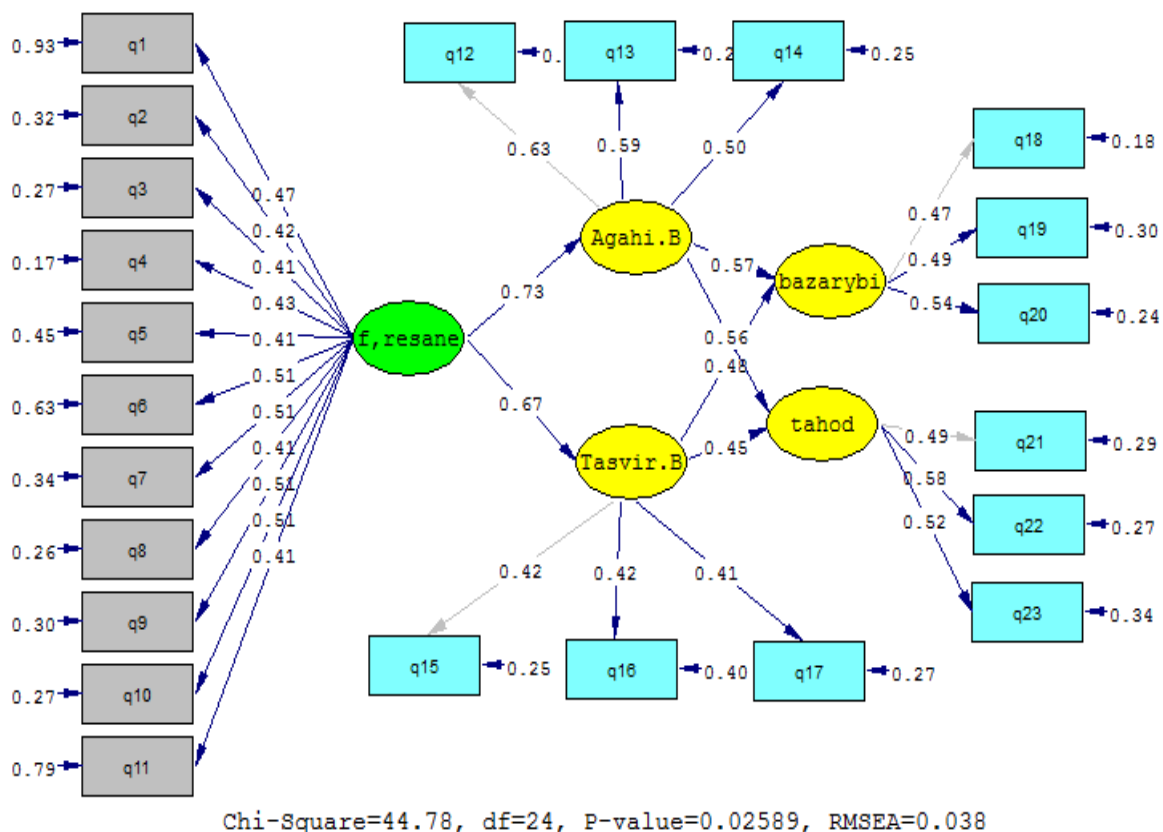 0.93 q1
0.32 q2
0.27 q3
0.17 q4
0.45 q5
0.63 q6
0.34 q7
0.26 q8
0.30 q9
0.27 q10
0.79 q11
0.47
0.42
0.41
0.43
0.41
0.51
0.51
0.41
0.51
0.51
0.41
f,resane
0.73
0.67
q12 0.
q13
q14 0.25
0.63
0.59
0.50
Agahi.B
Tasvir.B
0.57
0.56
0.48
0.45
bazarybi
tahod
0.47
0.49
0.54
q18 0.18
q19 0.30
q20 0.24
0.49
0.58
0.52
q21 0.29
q22 0.27
q23 0.34
0.42
0.42
0.41
q15 0.25
q16 0.40
q17 0.27
Chi-Square=44.78, df=24, P-value=0.02589, RMSEA=0.038